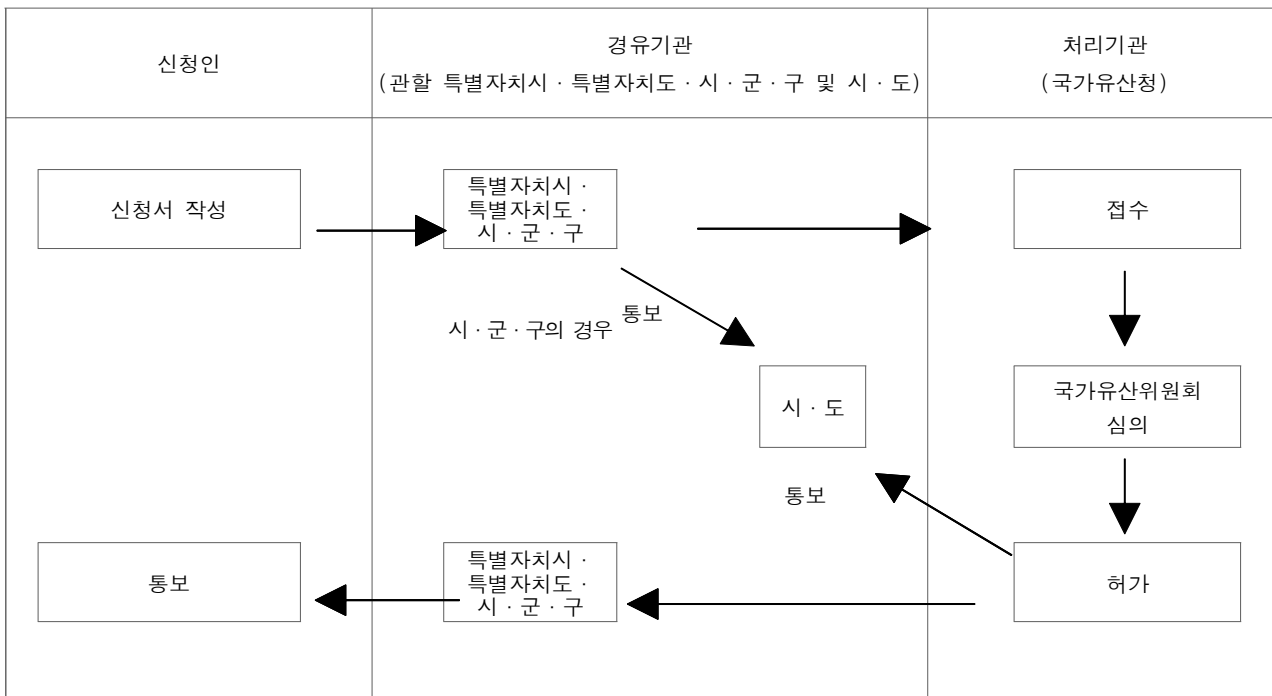 신청인
경유기관
(관할 특별자치시 · 특별자치도 · 시 · 군 · 구 및 시 · 도)
처리기관
(국가유산청)
신청서 작성
특별자치시 ·
특별자치도 ·
시 · 군 · 구
접수
시 · 군 · 구의 경우
통보
시 · 도
국가유산위원회
심의
통보
통보
특별자치시 ·
특별자치도 ·
시 · 군 · 구
허가